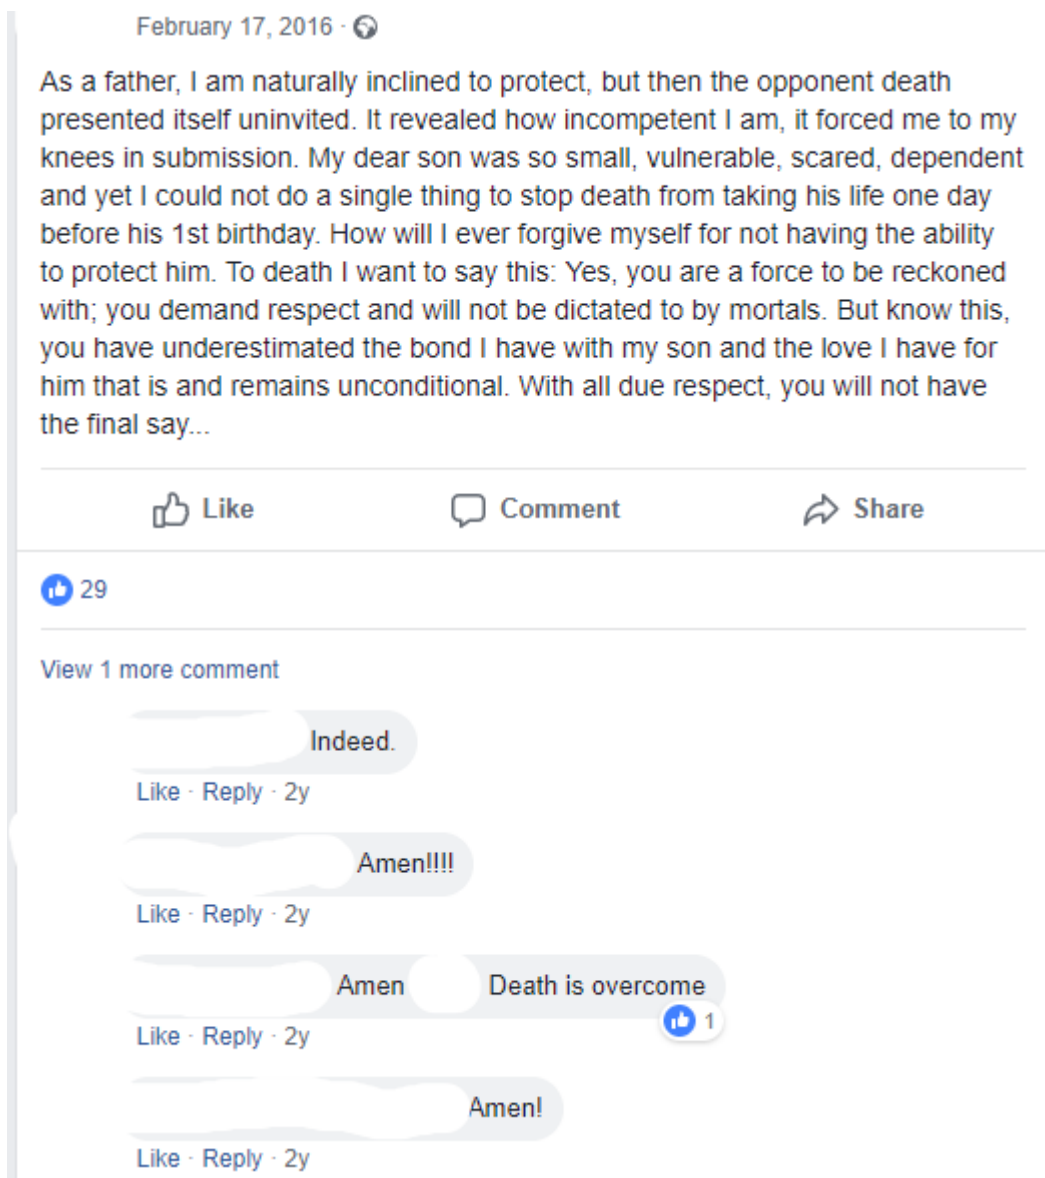 February 17, 2016 ·
As a father, I am naturally inclined to protect, but then the opponent death
presented itself uninvited. It revealed how incompetent I am, it forced me to my
knees in submission. My dear son was so small, vulnerable, scared, dependent
and yet I could not do a single thing to stop death from taking his life one day
before his 1st birthday. How will I ever forgive myself for not having the ability
to protect him. To death I want to say this: Yes, you are a force to be reckoned
with; you demand respect and will not be dictated to by mortals. But know this,
you have underestimated the bond I have with my son and the love I have for
him that is and remains unconditional. With all due respect, you will not have
the final say...
Like Comment Share
29
View 1 more comment
Indeed.
Like · Reply · 2y
Amen!!!!
Like · Reply · 2y
Amen Death is overcome
1
Like · Reply · 2y
Amen!
Like · Reply · 2y